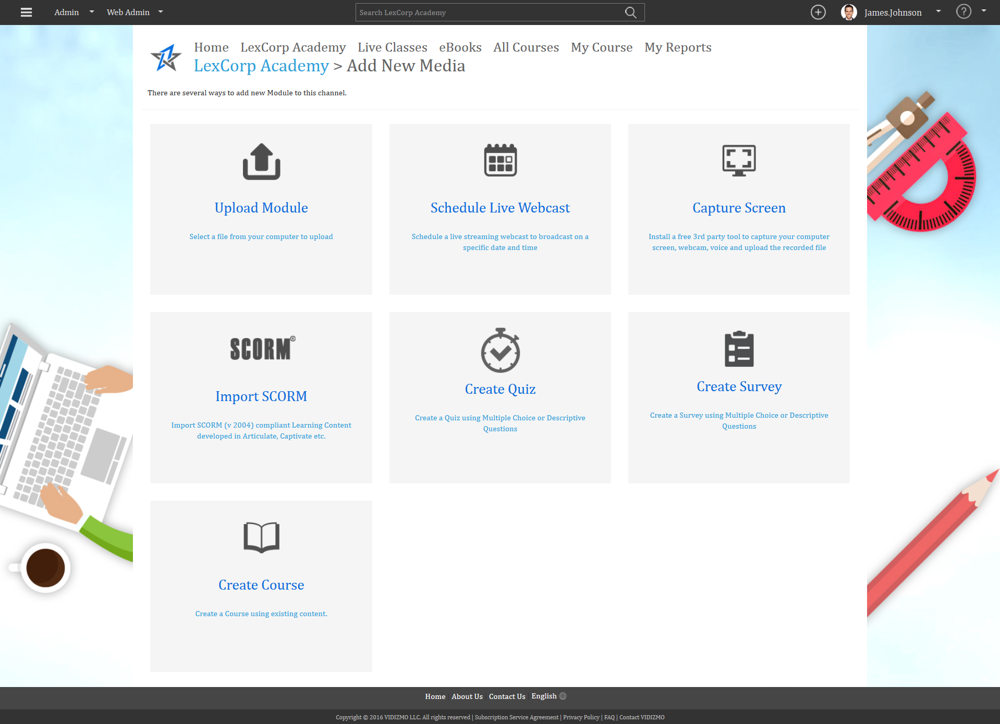 Admin Web Admin Search LexCorp Academy James.Johnson ?
Home LexCorp Academy Live Classes eBooks All Courses My Course My Reports
LexCorp Academy > Add New Media
There are several ways to add new Module to this channel.
Upload Module
Select a file from your computer to upload
Schedule Live Webcast
Schedule a live streaming webcast to broadcast on a
specific date and time
Capture Screen
Install a free 3rd party tool to capture your computer
screen, webcam, voice and upload the recorded file
SCORM®
Import SCORM
Import SCORM (v 2004) compliant Learning Content
developed in Articulate, Captivate etc.
Create Quiz
Create a Quiz using Multiple Choice or Descriptive
Questions
Create Survey
Create a Survey using Multiple Choice or Descriptive
Questions
Create Course
Create a Course using existing content.
Home | About Us | Contact Us | English
Copyright © 2016 VIDIZMO LLC. All rights reserved | Subscription Service Agreement | Privacy Policy | FAQ | Contact VIDIZMO